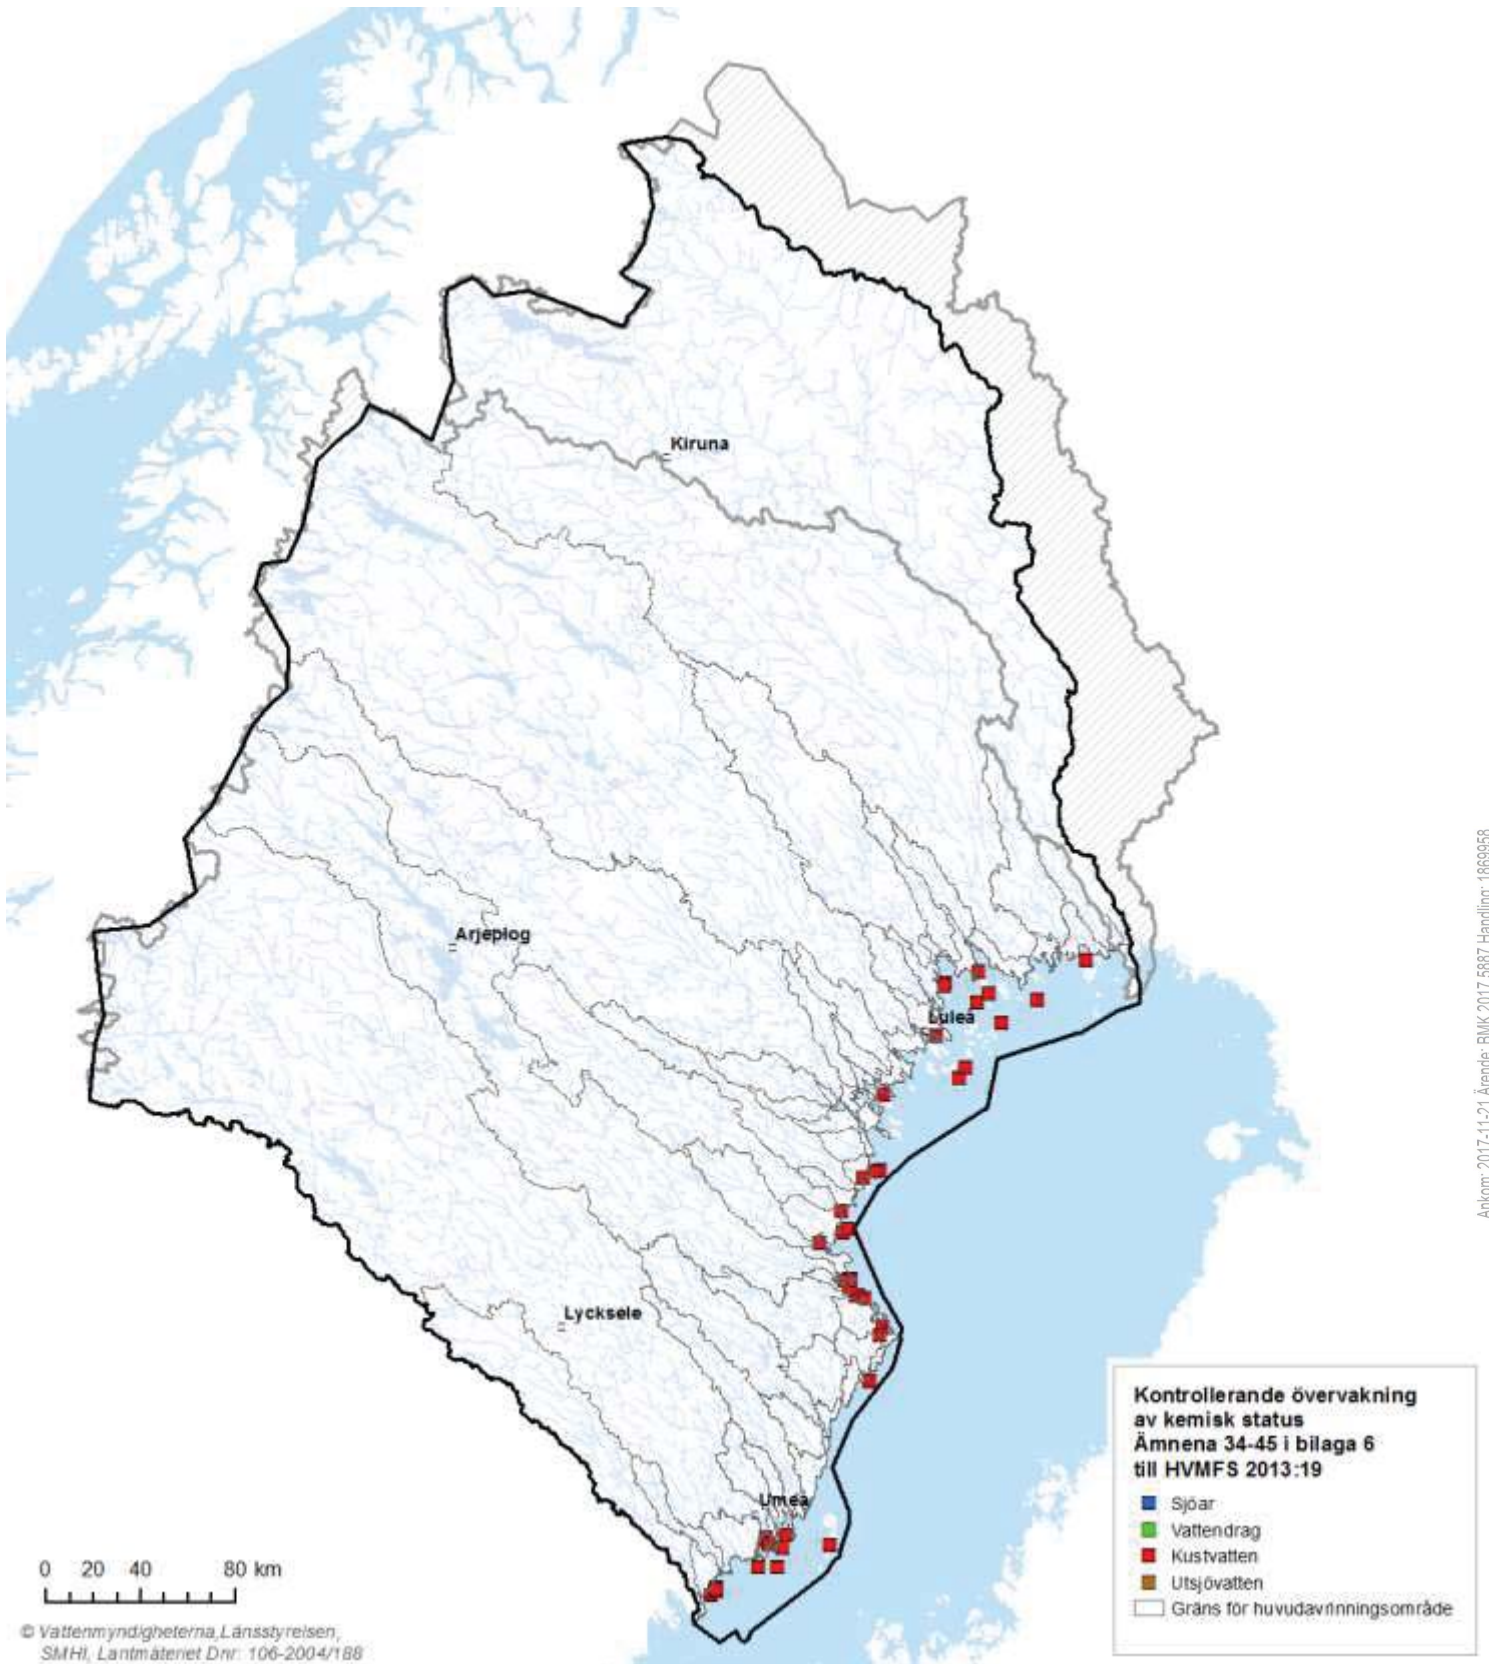 Kiruna
Arjeplog
Luleå
Lycksele
Umeå
Kontrollerande övervakning
av kemisk status
Ämnena 34-45 i bilaga 6
till HVMFS 2013:19
Sjöar
Vattendrag
Kustvatten
Utsjövatten
Gräns för huvudavrinningsområde
0 20 40 80 km
© Vattenmyndigheterna,Länsstyrelsen,
SMHI, Lantmäteriet Dnr: 106-2004/188
Ankom: 2017-11-21 Ärende: RMK 2017 5887 Handling: 1869958